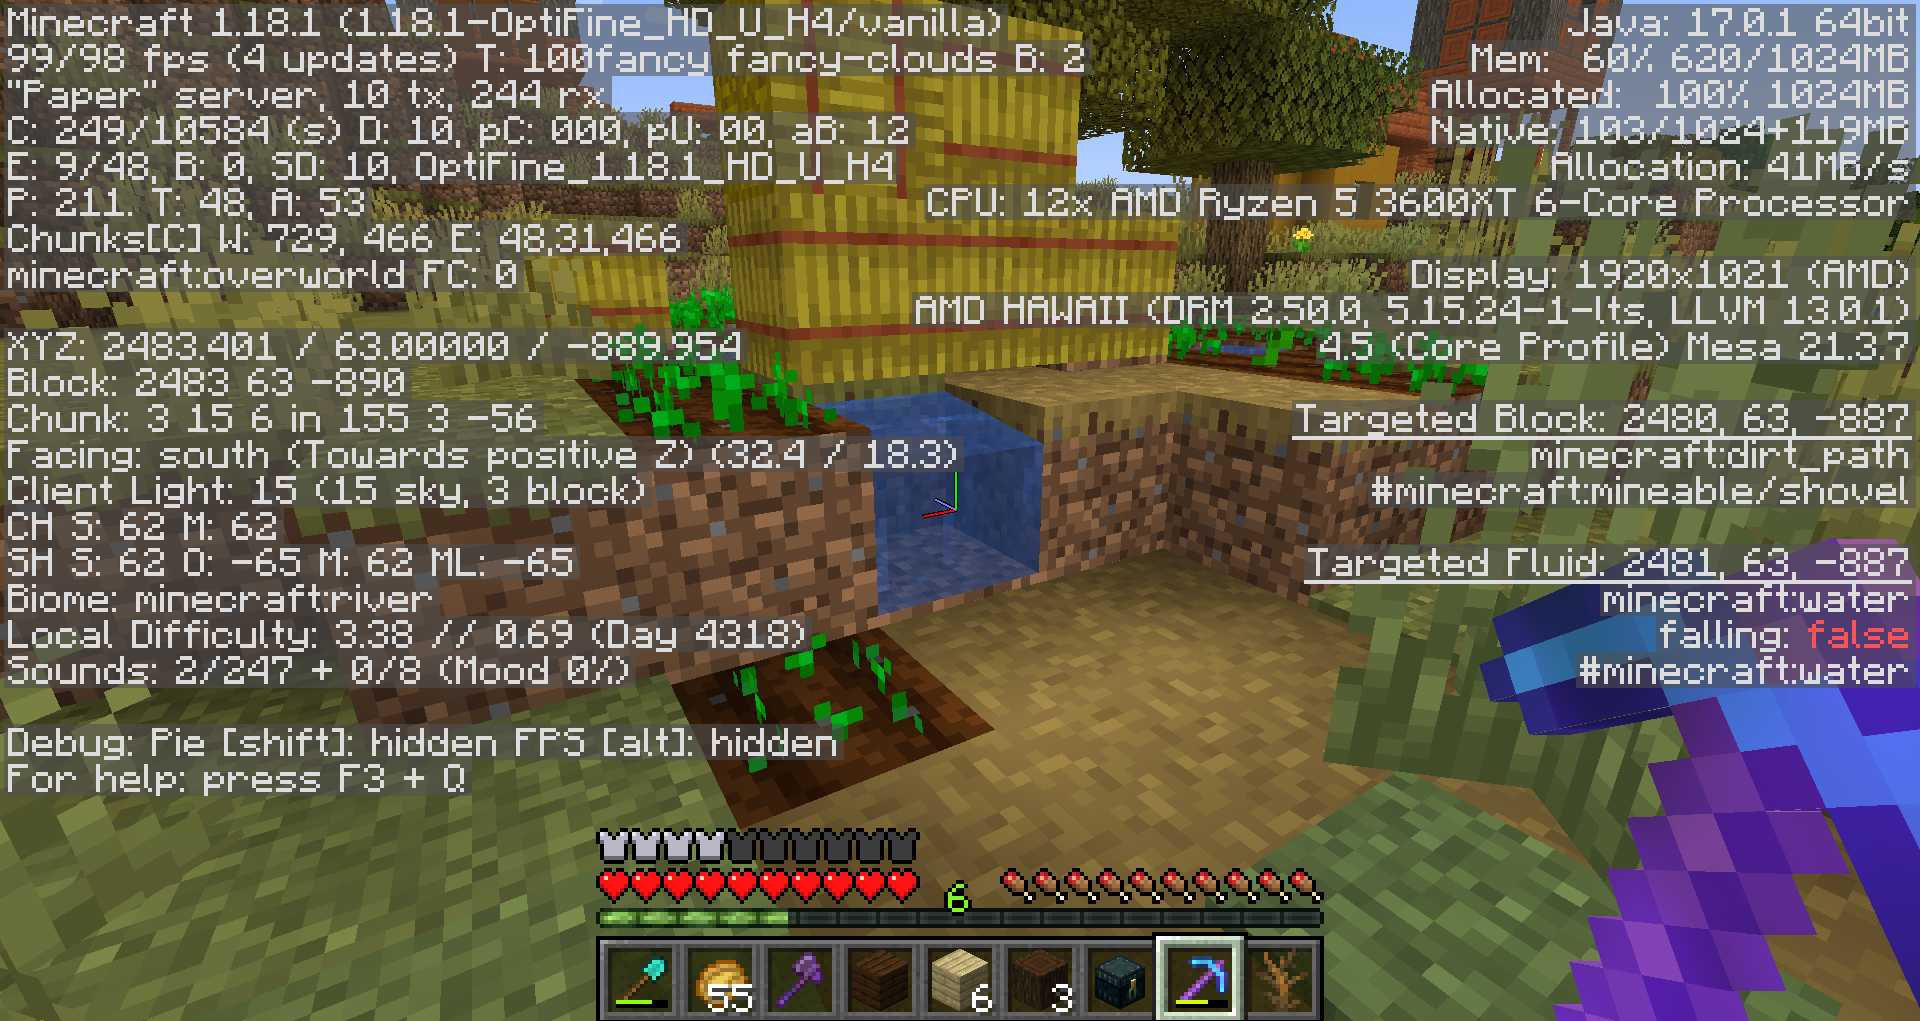 Minecraft 1.18.1 (1.18.1-OptiFine_HD_U_H4/vanilla)
99/98 fps (4 updates) T: 100fancy fancy-clouds B: 2
"Paper" server, 10 tx, 244 rx
C: 249/10584 (s) D: 10, pC: 000, pU: 00, aB: 12
E: 9/48, B: 0, SD: 10, OptiFine_1.18.1_HD_U_H4
P: 211. T: 48, A: 53
Chunks[C] W: 729, 466 E: 48,31,466
minecraft:overworld FC: 0
XYZ: 2483.401 / 63.00000 / -889.954
Block: 2483 63 -890
Chunk: 3 15 6 in 155 3 -56
Facing: south (Towards positive Z) (32.4 / 18.3)
Client Light: 15 (15 sky, 3 block)
CH S: 62 M: 62
SH S: 62 O: -65 M: 62 ML: -65
Biome: minecraft:river
Local Difficulty: 3.38 // 0.69 (Day 4318)
Sounds: 2/247 + 0/8 (Mood 0%)
Debug: Pie [shift]: hidden FPS [alt]: hidden
For help: press F3 + Q
Java: 17.0.1 64bit
Mem: 60% 620/1024MB
Allocated: 100% 1024MB
Native: 103/1024+119MB
Allocation: 41MB/s
CPU: 12x AMD Ryzen 5 3600XT 6-Core Processor
Display: 1920x1021 (AMD)
AMD HAWAII (DRM 2.50.0, 5.15.24-1-lts, LLVM 13.0.1)
4.5 (Core Profile) Mesa 21.3.7
Targeted Block: 2480, 63, -887
minecraft:dirt_path
#minecraft:mineable/shovel
Targeted Fluid: 2481, 63, -887
minecraft:water
falling: false
#minecraft:water
6
55
6
3